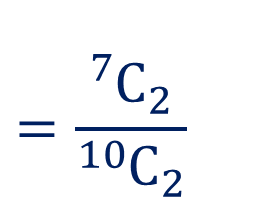 = ⁷C₂ / ¹⁰C₂